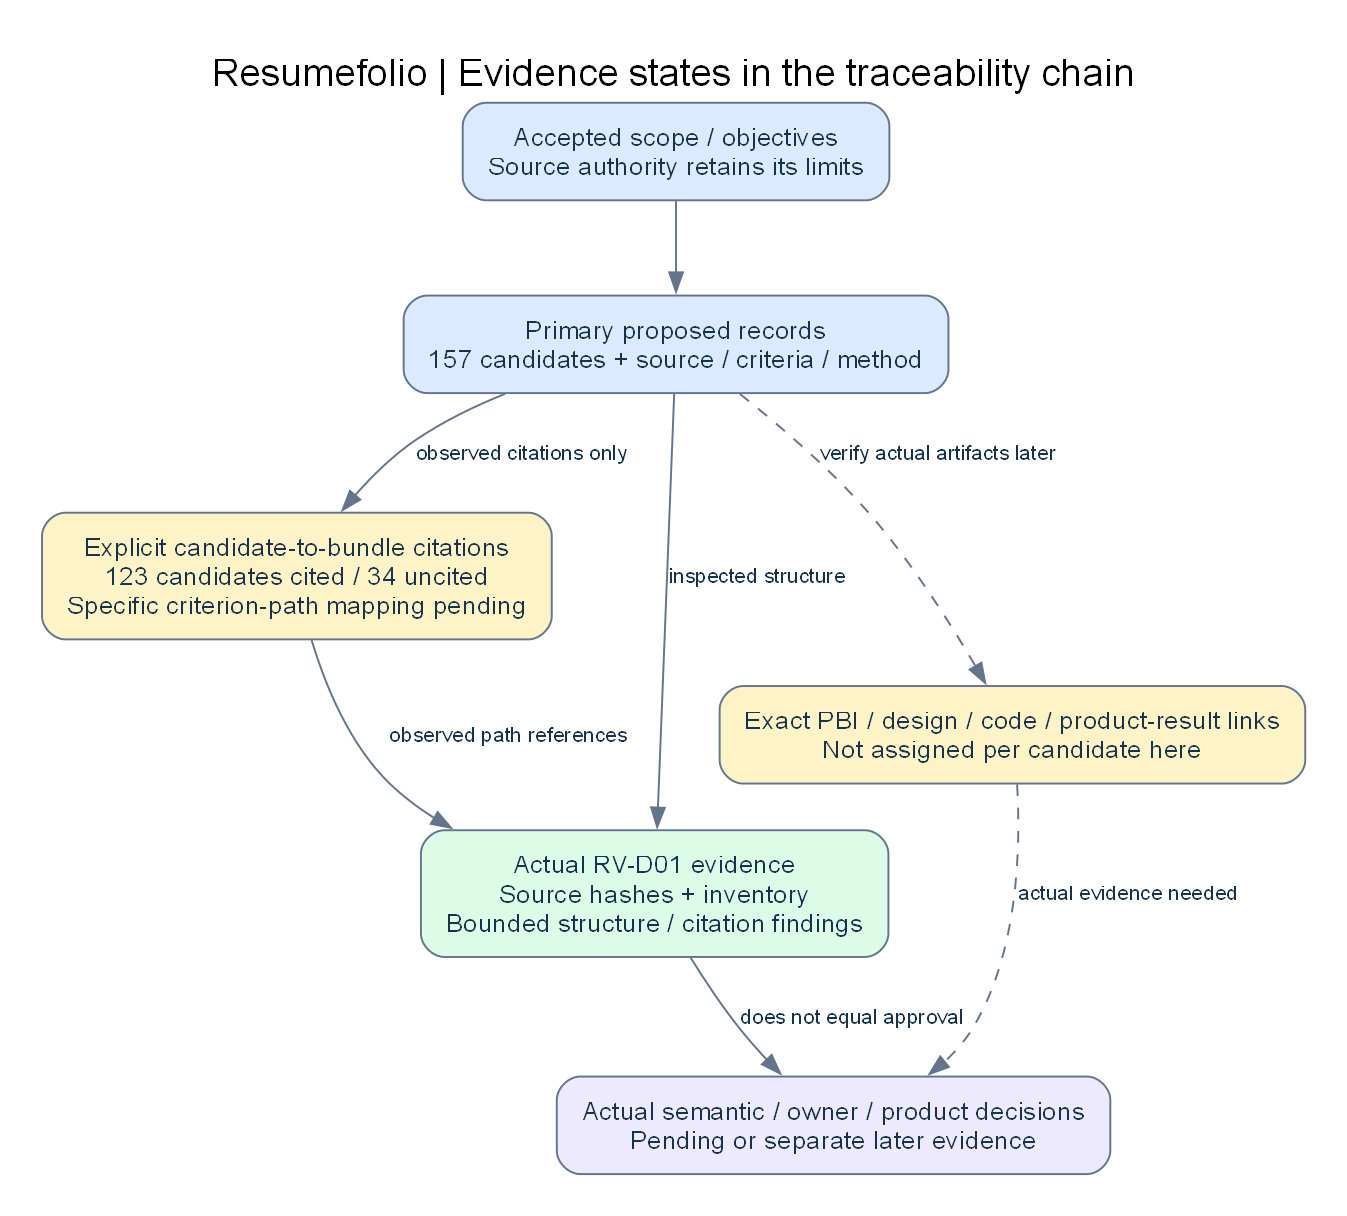 Resumefolio | Evidence states in the traceability chain
Accepted scope / objectives
Source authority retains its limits
Primary proposed records
157 candidates + source / criteria / method
observed citations only
verify actual artifacts later
Explicit candidate-to-bundle citations
123 candidates cited / 34 uncited
Specific criterion-path mapping pending
inspected structure
Exact PBI / design / code / product-result links
Not assigned per candidate here
observed path references
Actual RV-D01 evidence
Source hashes + inventory
Bounded structure / citation findings
actual evidence needed
does not equal approval
Actual semantic / owner / product decisions
Pending or separate later evidence